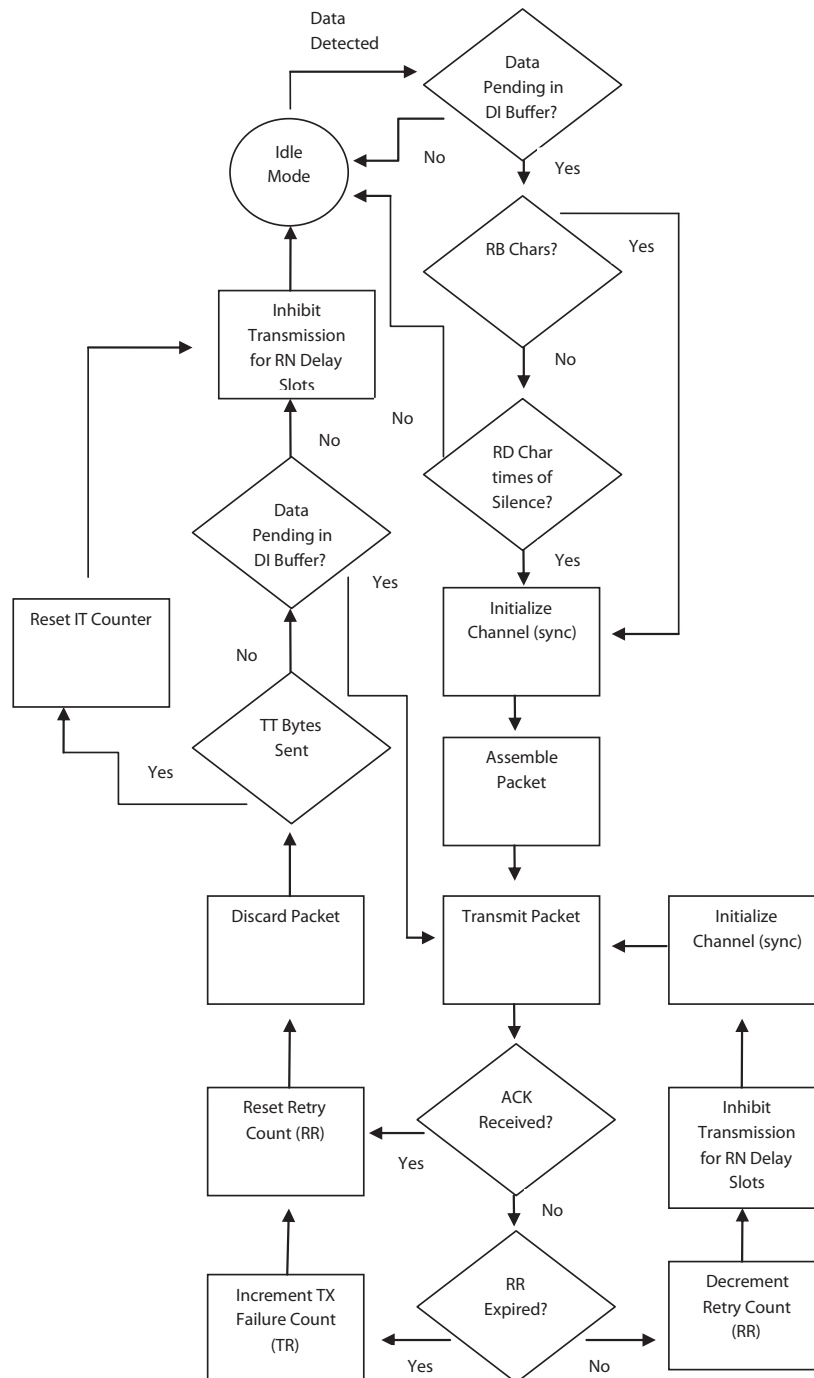 Data
Detected
Data
Pending in
DI Buffer?
Idle
Mode
No
Yes
RB Chars?
Yes
Inhibit
Transmission
for RN Delay
Slots
No
No
No
RD Char
times of
Silence?
Data
Pending in
DI Buffer?
Yes
Yes
Reset IT Counter
Initialize
Channel (sync)
No
TT Bytes
Sent
Yes
Assemble
Packet
Discard Packet
Transmit Packet
Initialize
Channel (sync)
Reset Retry
Count (RR)
ACK
Received?
Yes
Inhibit
Transmission
for RN Delay
Slots
No
Increment TX
Failure Count
(TR)
RR
Expired?
Decrement
Retry Count
(RR)
Yes
No